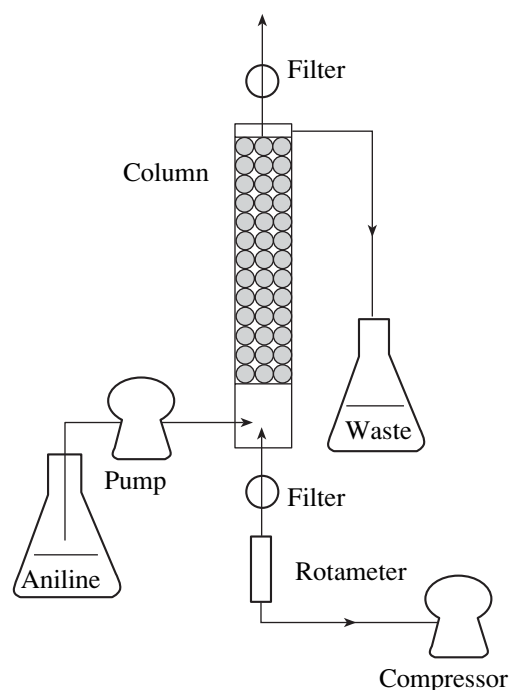 Filter
Column
Waste
Pump
Filter
Aniline
Rotameter
Compressor